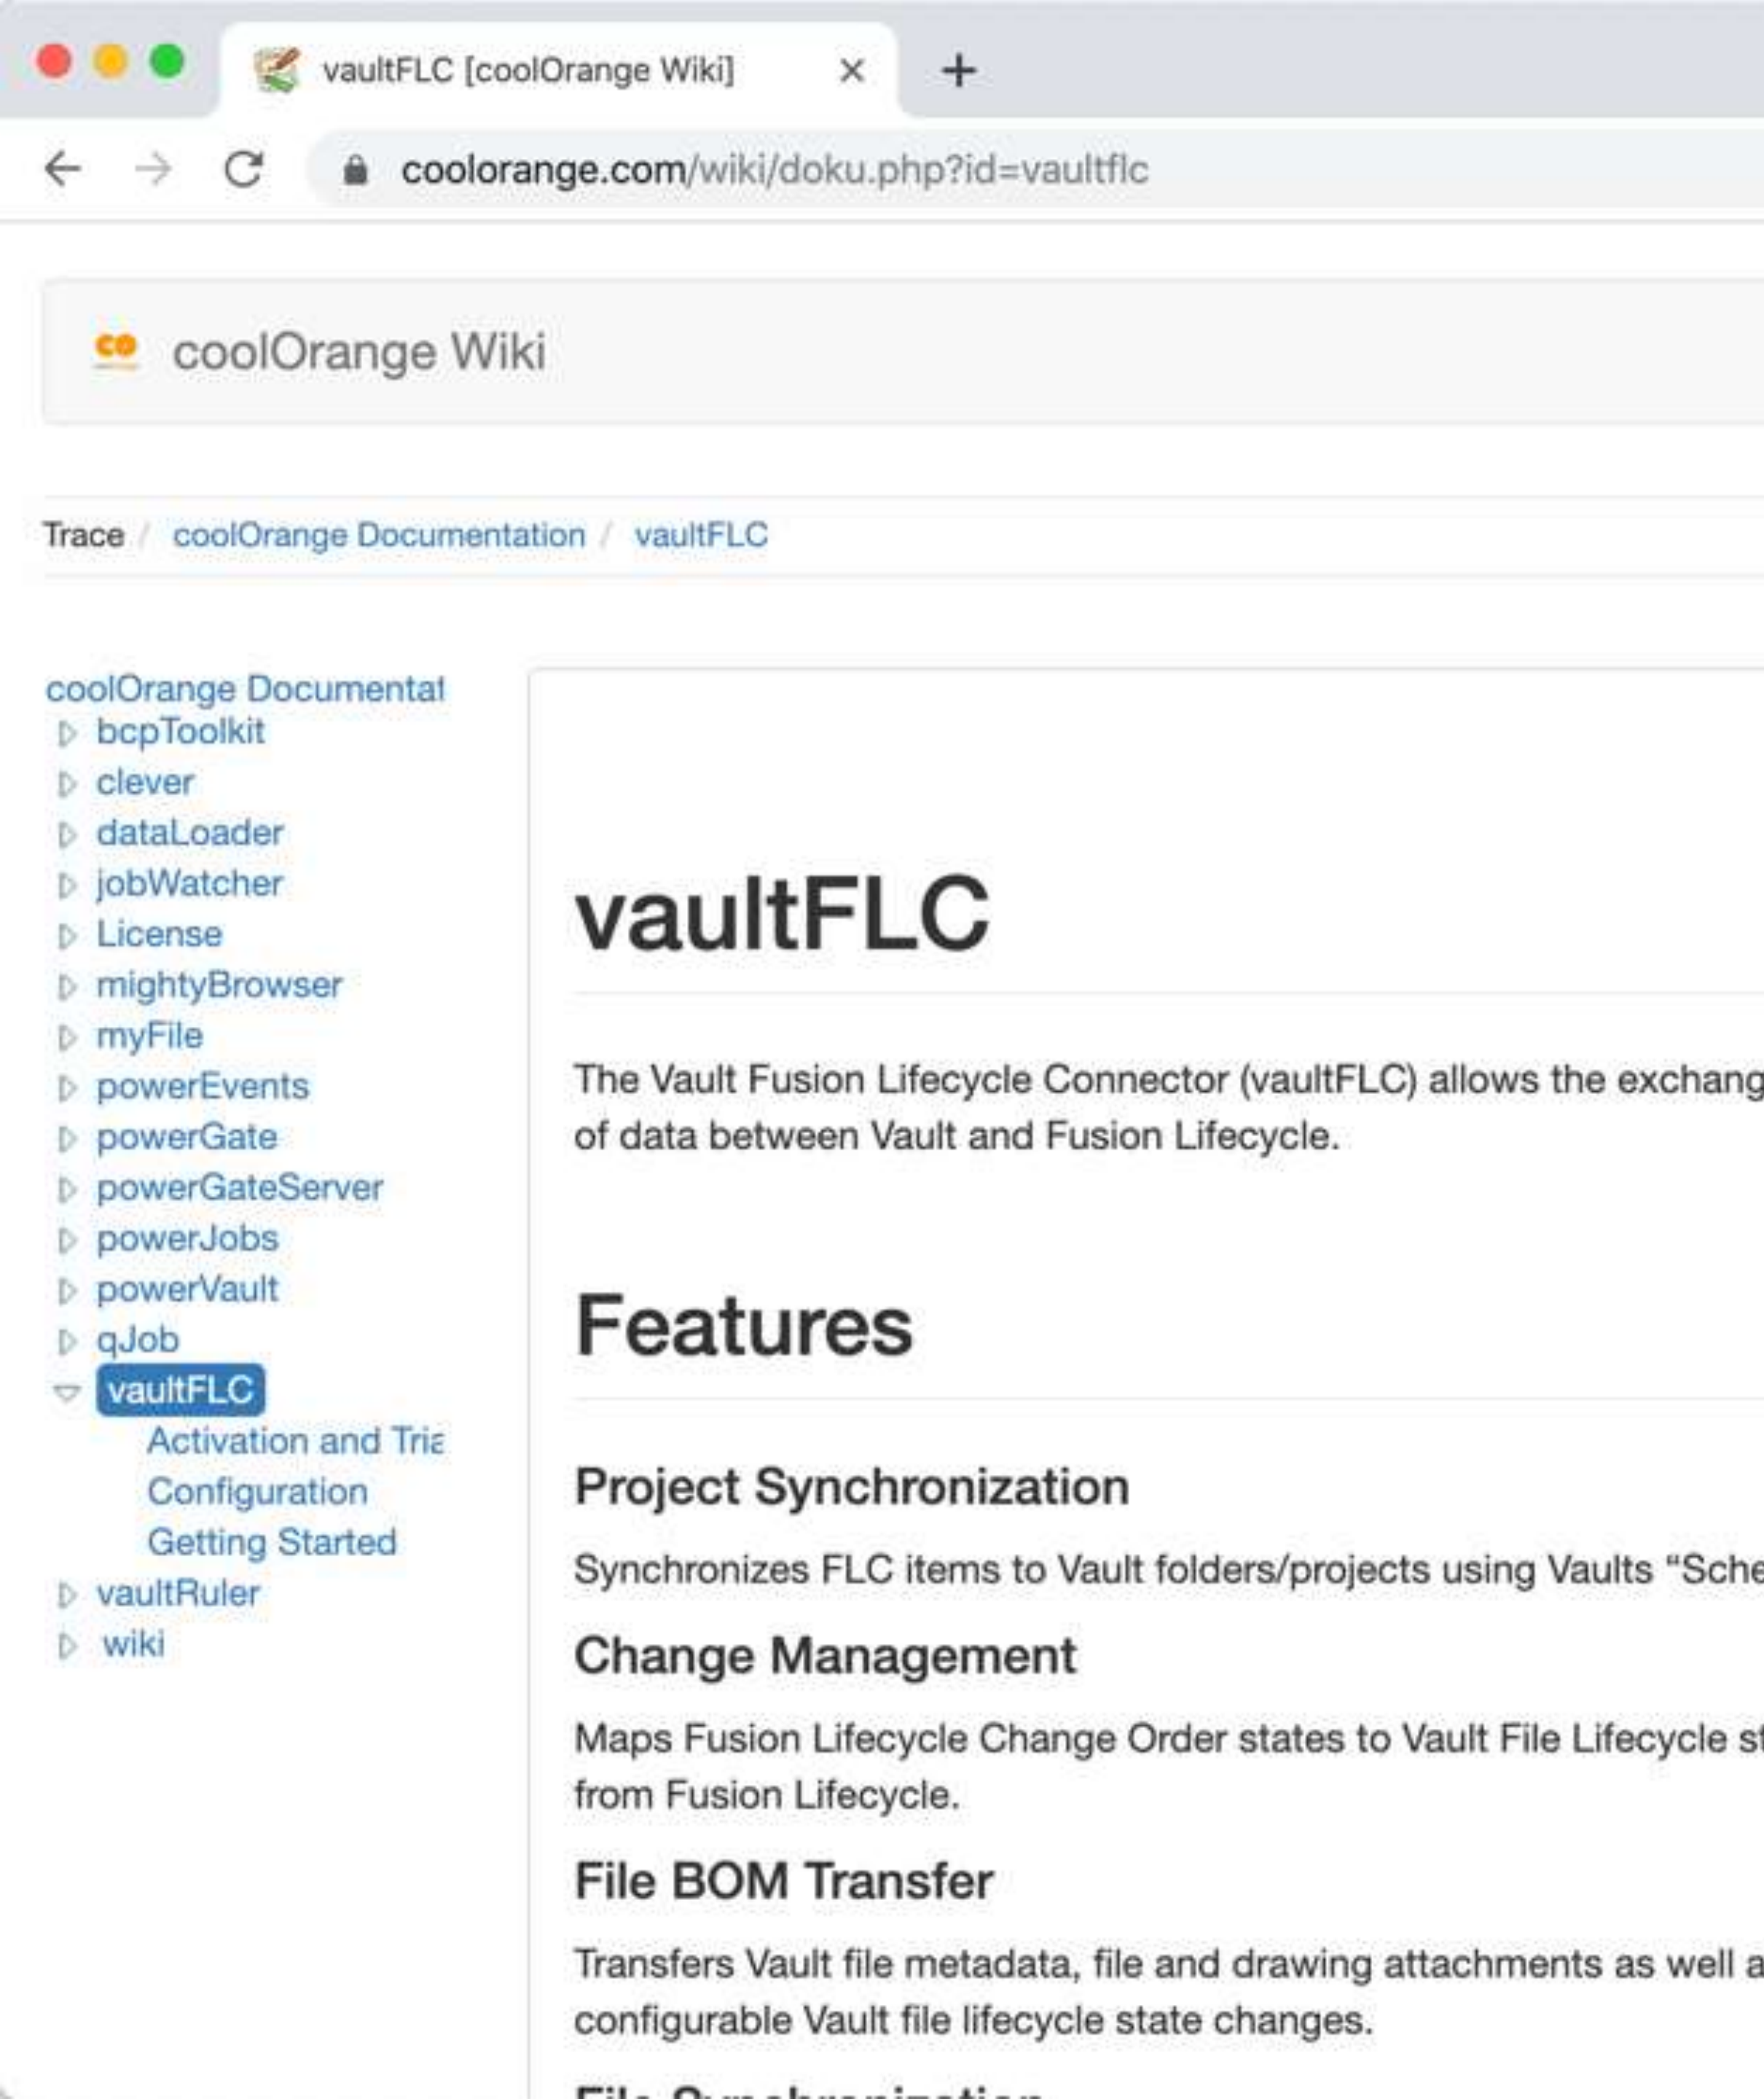 vaultFLC [coolOrange Wiki]
coolorange.com/wiki/doku.php?id=vaultflc
co
coolOrange Wiki
Trace / coolOrange Documentation / vaultFLC
coolOrange Documentat
bcpToolkit
clever
dataLoader
jobWatcher
License
mightyBrowser
myFile
powerEvents
powerGate
powerGateServer
powerJobs
powerVault
qJob
vaultFLC
Activation and Tria
Configuration
Getting Started
vaultRuler
wiki
vaultFLC
The Vault Fusion Lifecycle Connector (vaultFLC) allows the exchang
of data between Vault and Fusion Lifecycle.
Features
Project Synchronization
Synchronizes FLC items to Vault folders/projects using Vaults “Sche
Change Management
Maps Fusion Lifecycle Change Order states to Vault File Lifecycle st
from Fusion Lifecycle.
File BOM Transfer
Transfers Vault file metadata, file and drawing attachments as well a
configurable Vault file lifecycle state changes.
File Synchronization